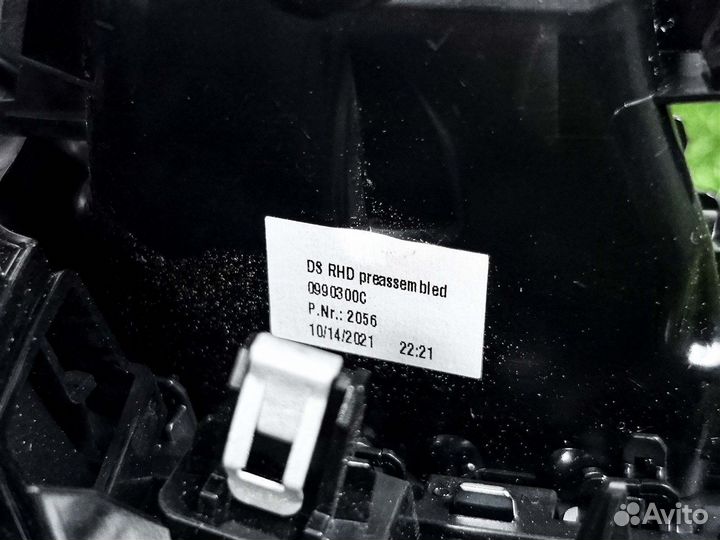 D8 RHD preassembled
0990300C
P.Nr.: 2056
10/14/2021 22:21
Avito